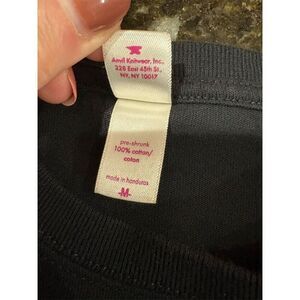 Anvil Knitwear, Inc.
228 East 45th St.,
NY, NY 10017
pre-shrunk
100% cotton/
coton
made in honduras
-M-